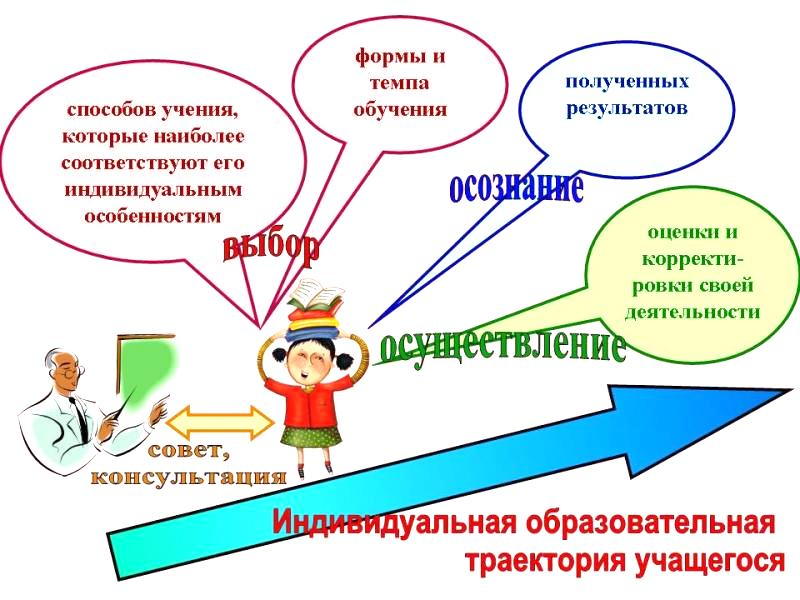 формы и
темпа
обучения
полученных
результатов
способов учения,
которые наиболее
соответствуют его
индивидуальным
особенностям
осознание
выбор
оценки и
корректи-
ровки своей
деятельности
осуществление
совет,
консультация
Индивидуальная образовательная
траектория учащегося